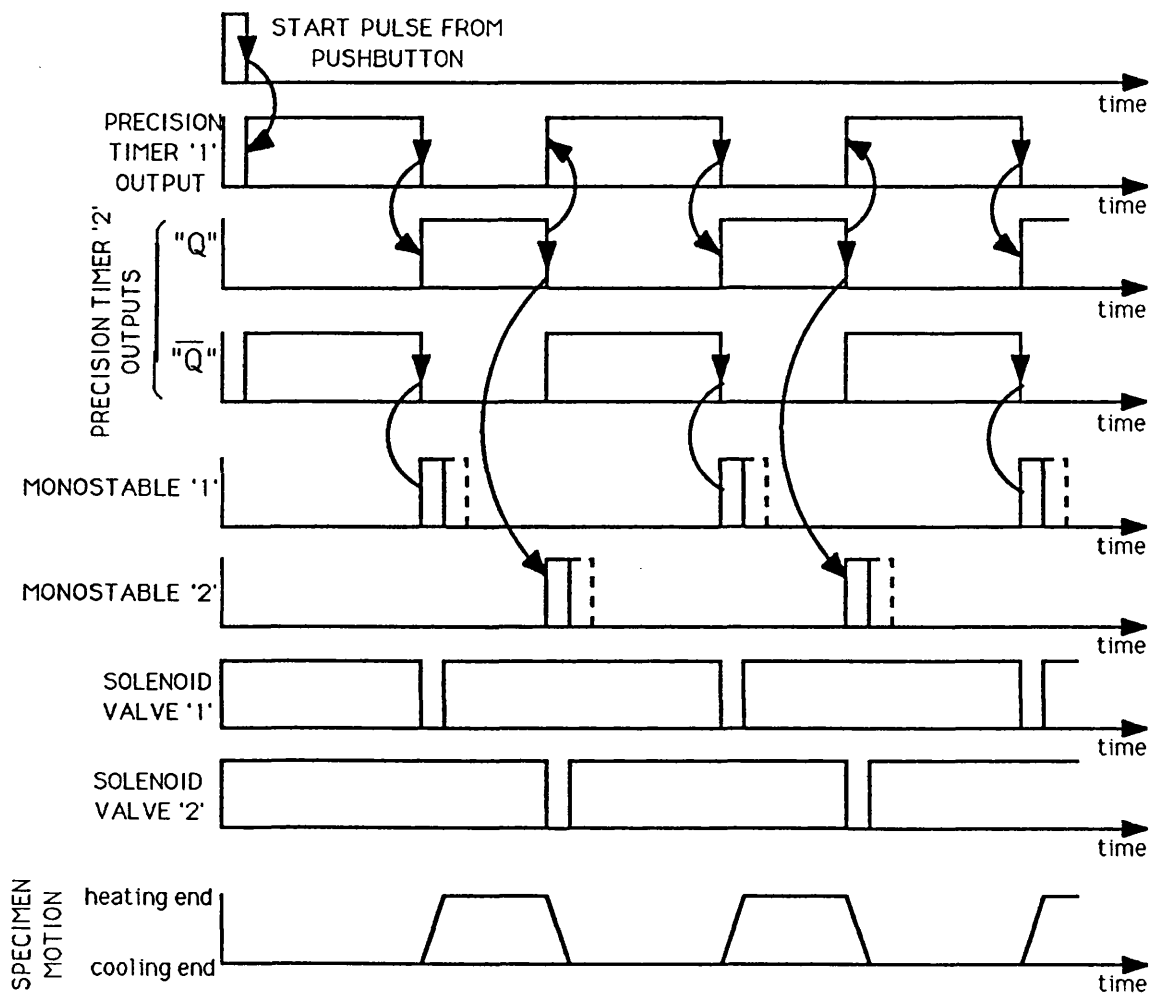 START PULSE FROM
PUSHBUTTON
time
PRECISION
TIMER '1'
OUTPUT
time
PRECISION TIMER '2'
OUTPUTS
"Q"
time
"Q̅"
time
MONOSTABLE '1'
time
MONOSTABLE '2'
time
SOLENOID
VALVE '1'
time
SOLENOID
VALVE '2'
time
SPECIMEN
MOTION
heating end
cooling end
time